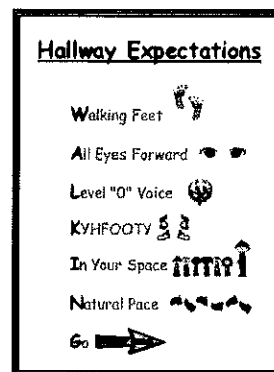 Hallway Expectations
Walking Feet
All Eyes Forward
Level "0" Voice
KYHFOOTY
In Your Space
Natural Pace
Go